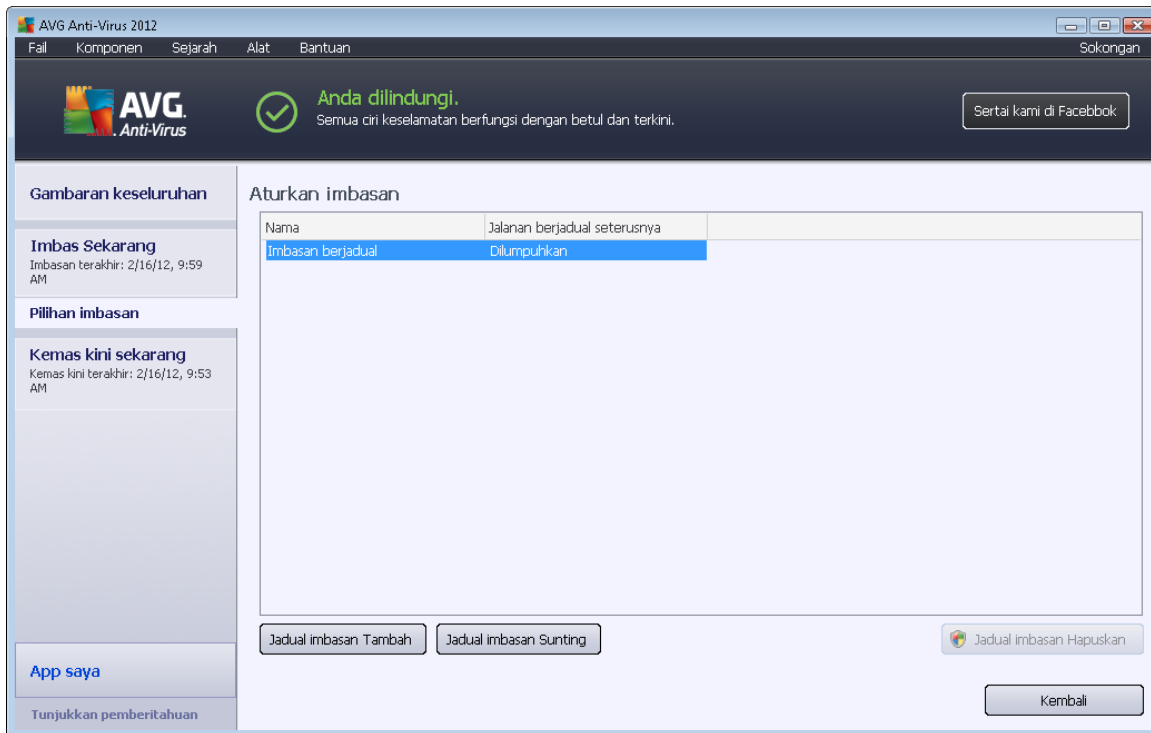 AVG Anti-Virus 2012
Fail Komponen Sejarah Alat Bantuan Sokongan
AVG.
Anti-Virus
Anda dilindungi.
Semua ciri keselamatan berfungsi dengan betul dan terkini.
Sertai kami di Facebbok
Gambaran keseluruhan
Imbas Sekarang
Imbasan terakhir: 2/16/12, 9:59
AM
Pilihan imbasan
Kemas kini sekarang
Kemas kini terakhir: 2/16/12, 9:53
AM
App saya
Tunjukkan pemberitahuan
Aturkan imbasan
Nama Jalanan berjadual seterusnya
Imbasan berjadual Dilumpuhkan
Jadual imbasan Tambah Jadual imbasan Sunting Jadual imbasan Hapuskan
Kembali